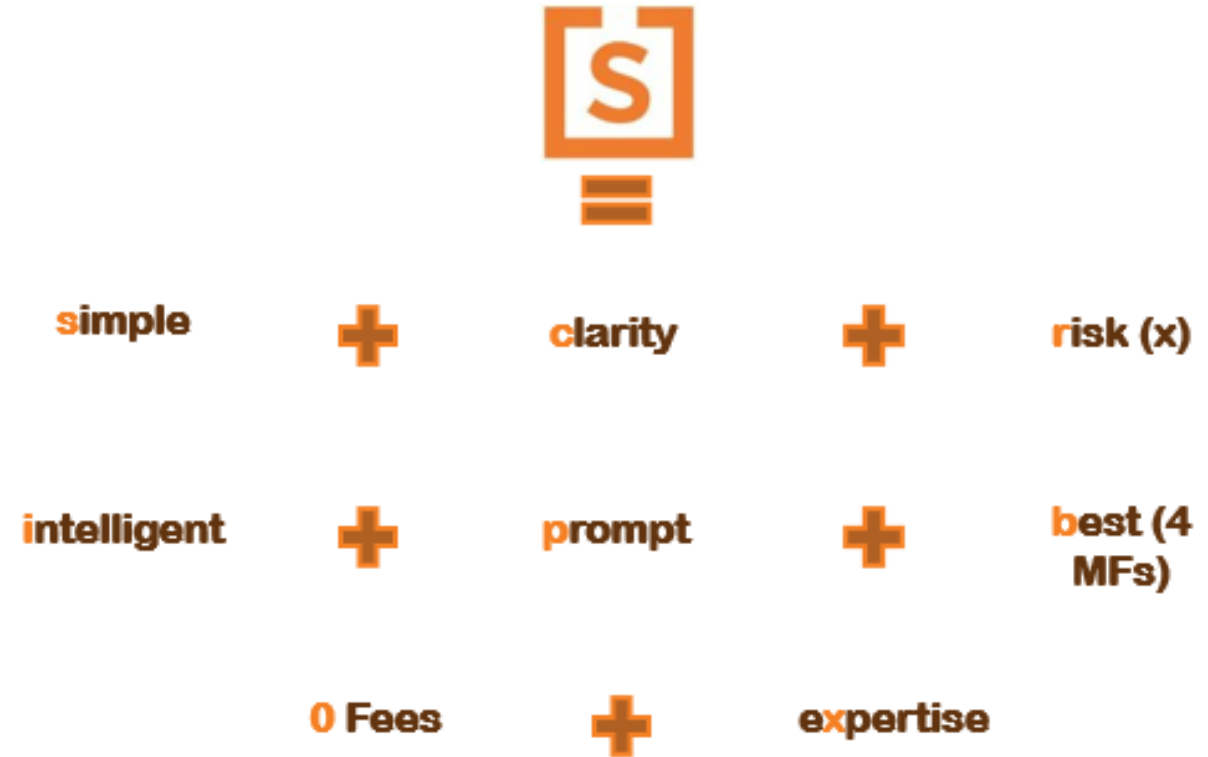 S
=
simple + clarity + risk (x)
intelligent + prompt + best (4
MFs)
0 Fees + expertise